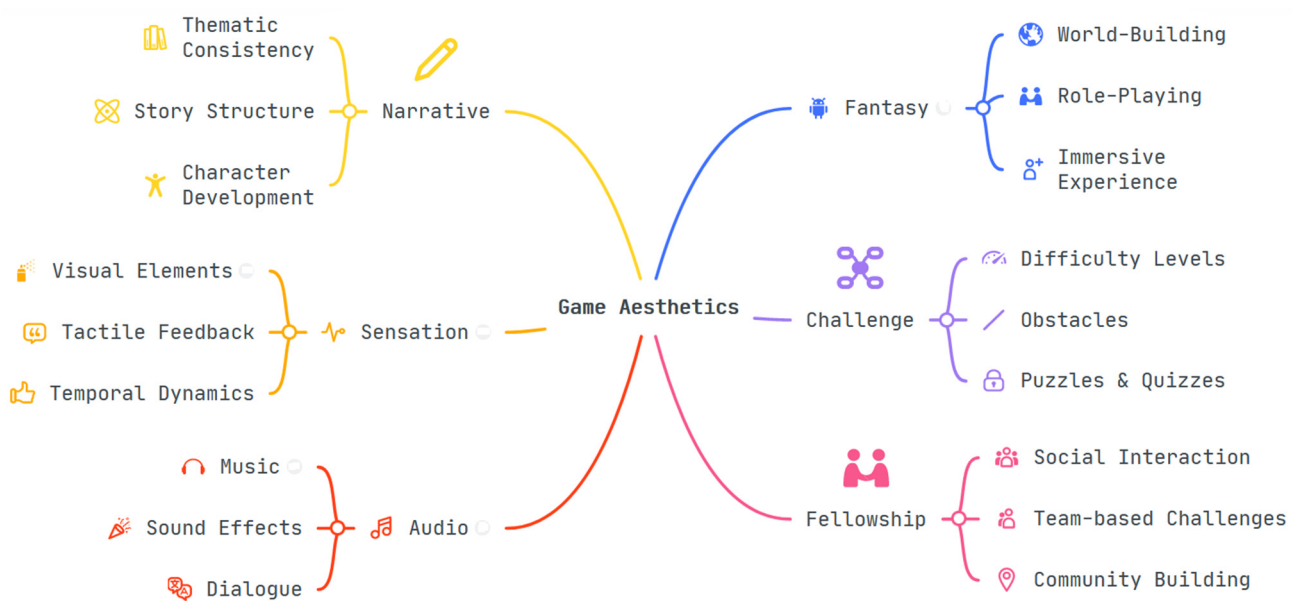 Game Aesthetics
Narrative
Thematic
Consistency
Story Structure
Character
Development
Sensation
Visual Elements
Tactile Feedback
Temporal Dynamics
Audio
Music
Sound Effects
Dialogue
Fantasy
World-Building
Role-Playing
Immersive
Experience
Challenge
Difficulty Levels
Obstacles
Puzzles & Quizzes
Fellowship
Social Interaction
Team-based Challenges
Community Building